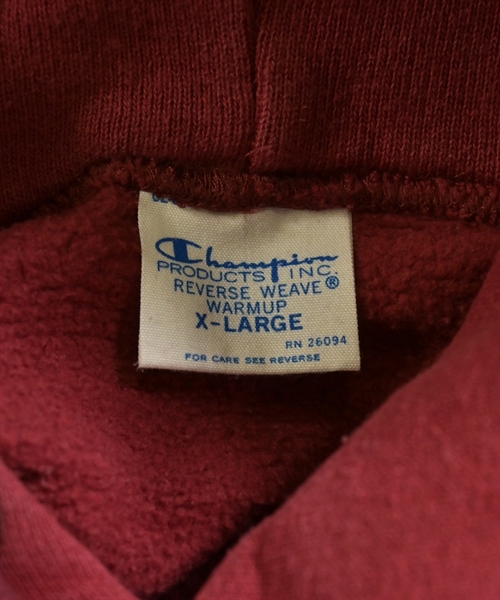 Champion
PRODUCTS INC.
REVERSE WEAVE®
WARMUP
X-LARGE
RN 26094
FOR CARE SEE REVERSE